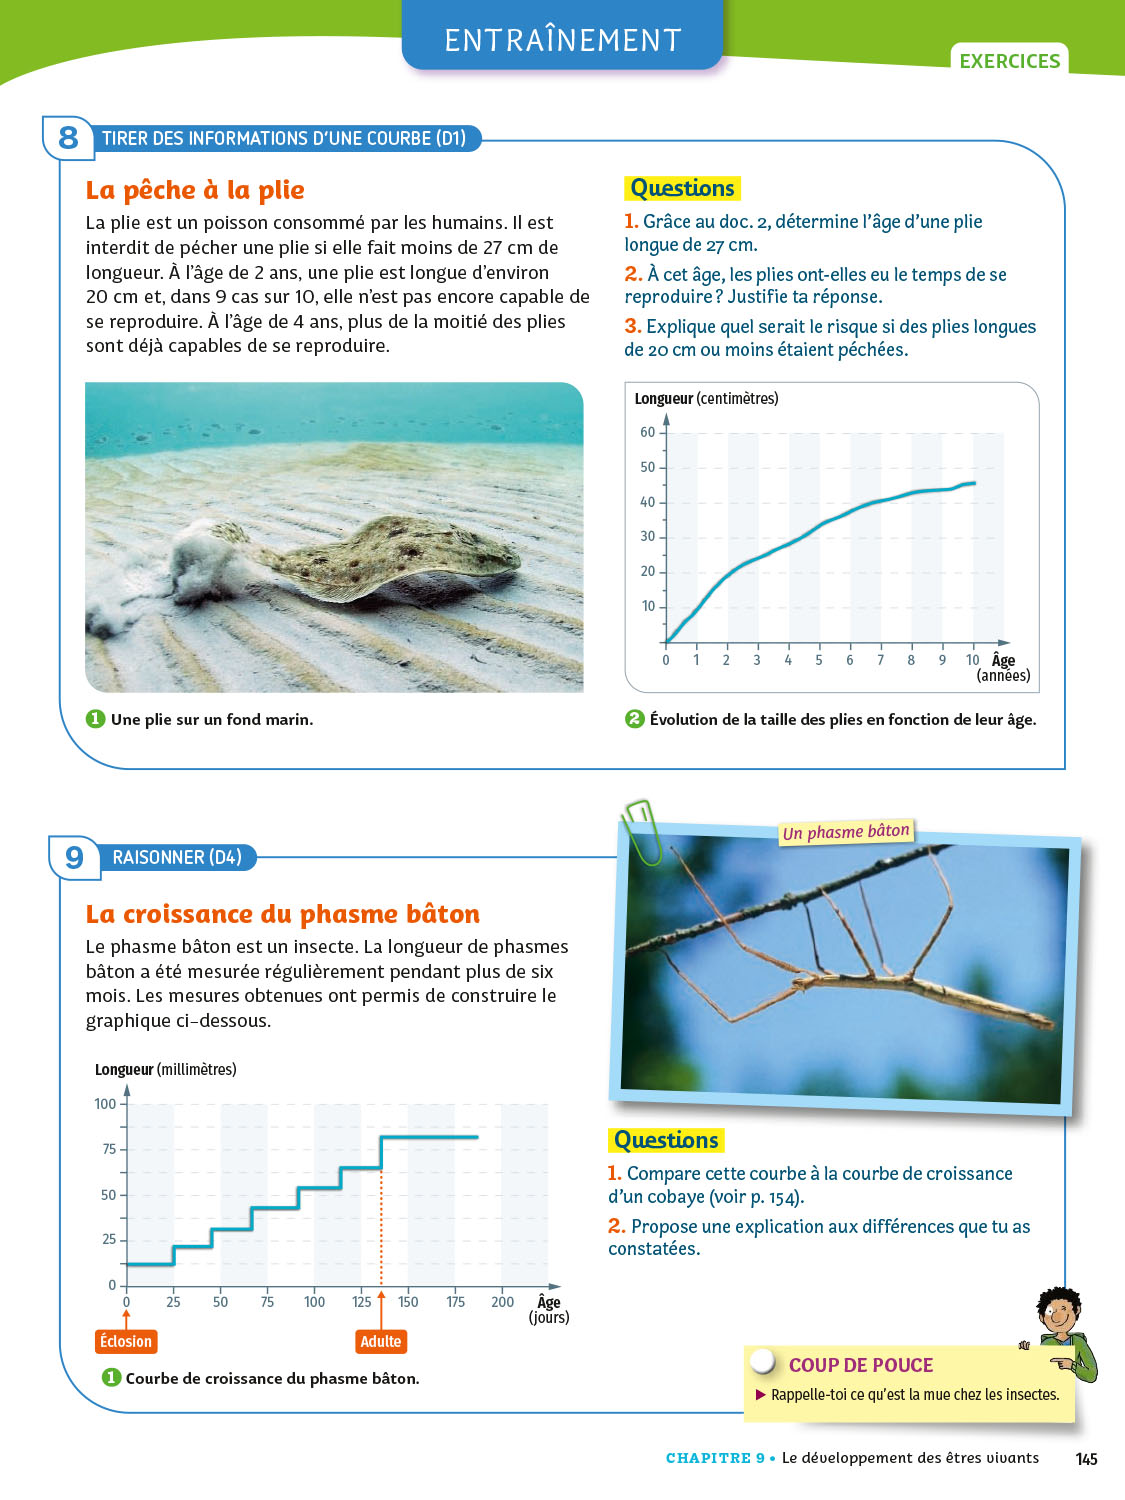 ENTRAÎNEMENT
EXERCICES
8
TIRER DES INFORMATIONS D'UNE COURBE (D1)
La pêche à la plie
La plie est un poisson consommé par les humains. Il est
interdit de pécher une plie si elle fait moins de 27 cm de
longueur. À l'âge de 2 ans, une plie est longue d'environ
20 cm et, dans 9 cas sur 10, elle n'est pas encore capable de
se reproduire. À l'âge de 4 ans, plus de la moitié des plies
sont déjà capables de se reproduire.
1 Une plie sur un fond marin.
Questions
1. Grâce au doc. 2, détermine l'âge d'une plie
longue de 27 cm.
2. À cet âge, les plies ont-elles eu le temps de se
reproduire ? Justifie ta réponse.
3. Explique quel serait le risque si des plies longues
de 20 cm ou moins étaient péchées.
Longueur (centimètres)
60
50
40
30
20
10
0 1 2 3 4 5 6 7 8 9 10 Âge
(années)
2 Évolution de la taille des plies en fonction de leur âge.
9
RAISONNER (D4)
La croissance du phasme bâton
Le phasme bâton est un insecte. La longueur de phasmes
bâton a été mesurée régulièrement pendant plus de six
mois. Les mesures obtenues ont permis de construire le
graphique ci-dessous.
Longueur (millimètres)
100
75
50
25
0
0 25 50 75 100 125 150 175 200 Âge
(jours)
Éclosion
Adulte
1 Courbe de croissance du phasme bâton.
Un phasme bâton
Questions
1. Compare cette courbe à la courbe de croissance
d'un cobaye (voir p. 154).
2. Propose une explication aux différences que tu as
constatées.
COUP DE POUCE
▶ Rappelle-toi ce qu'est la mue chez les insectes.
CHAPITRE 9 • Le développement des êtres vivants 145